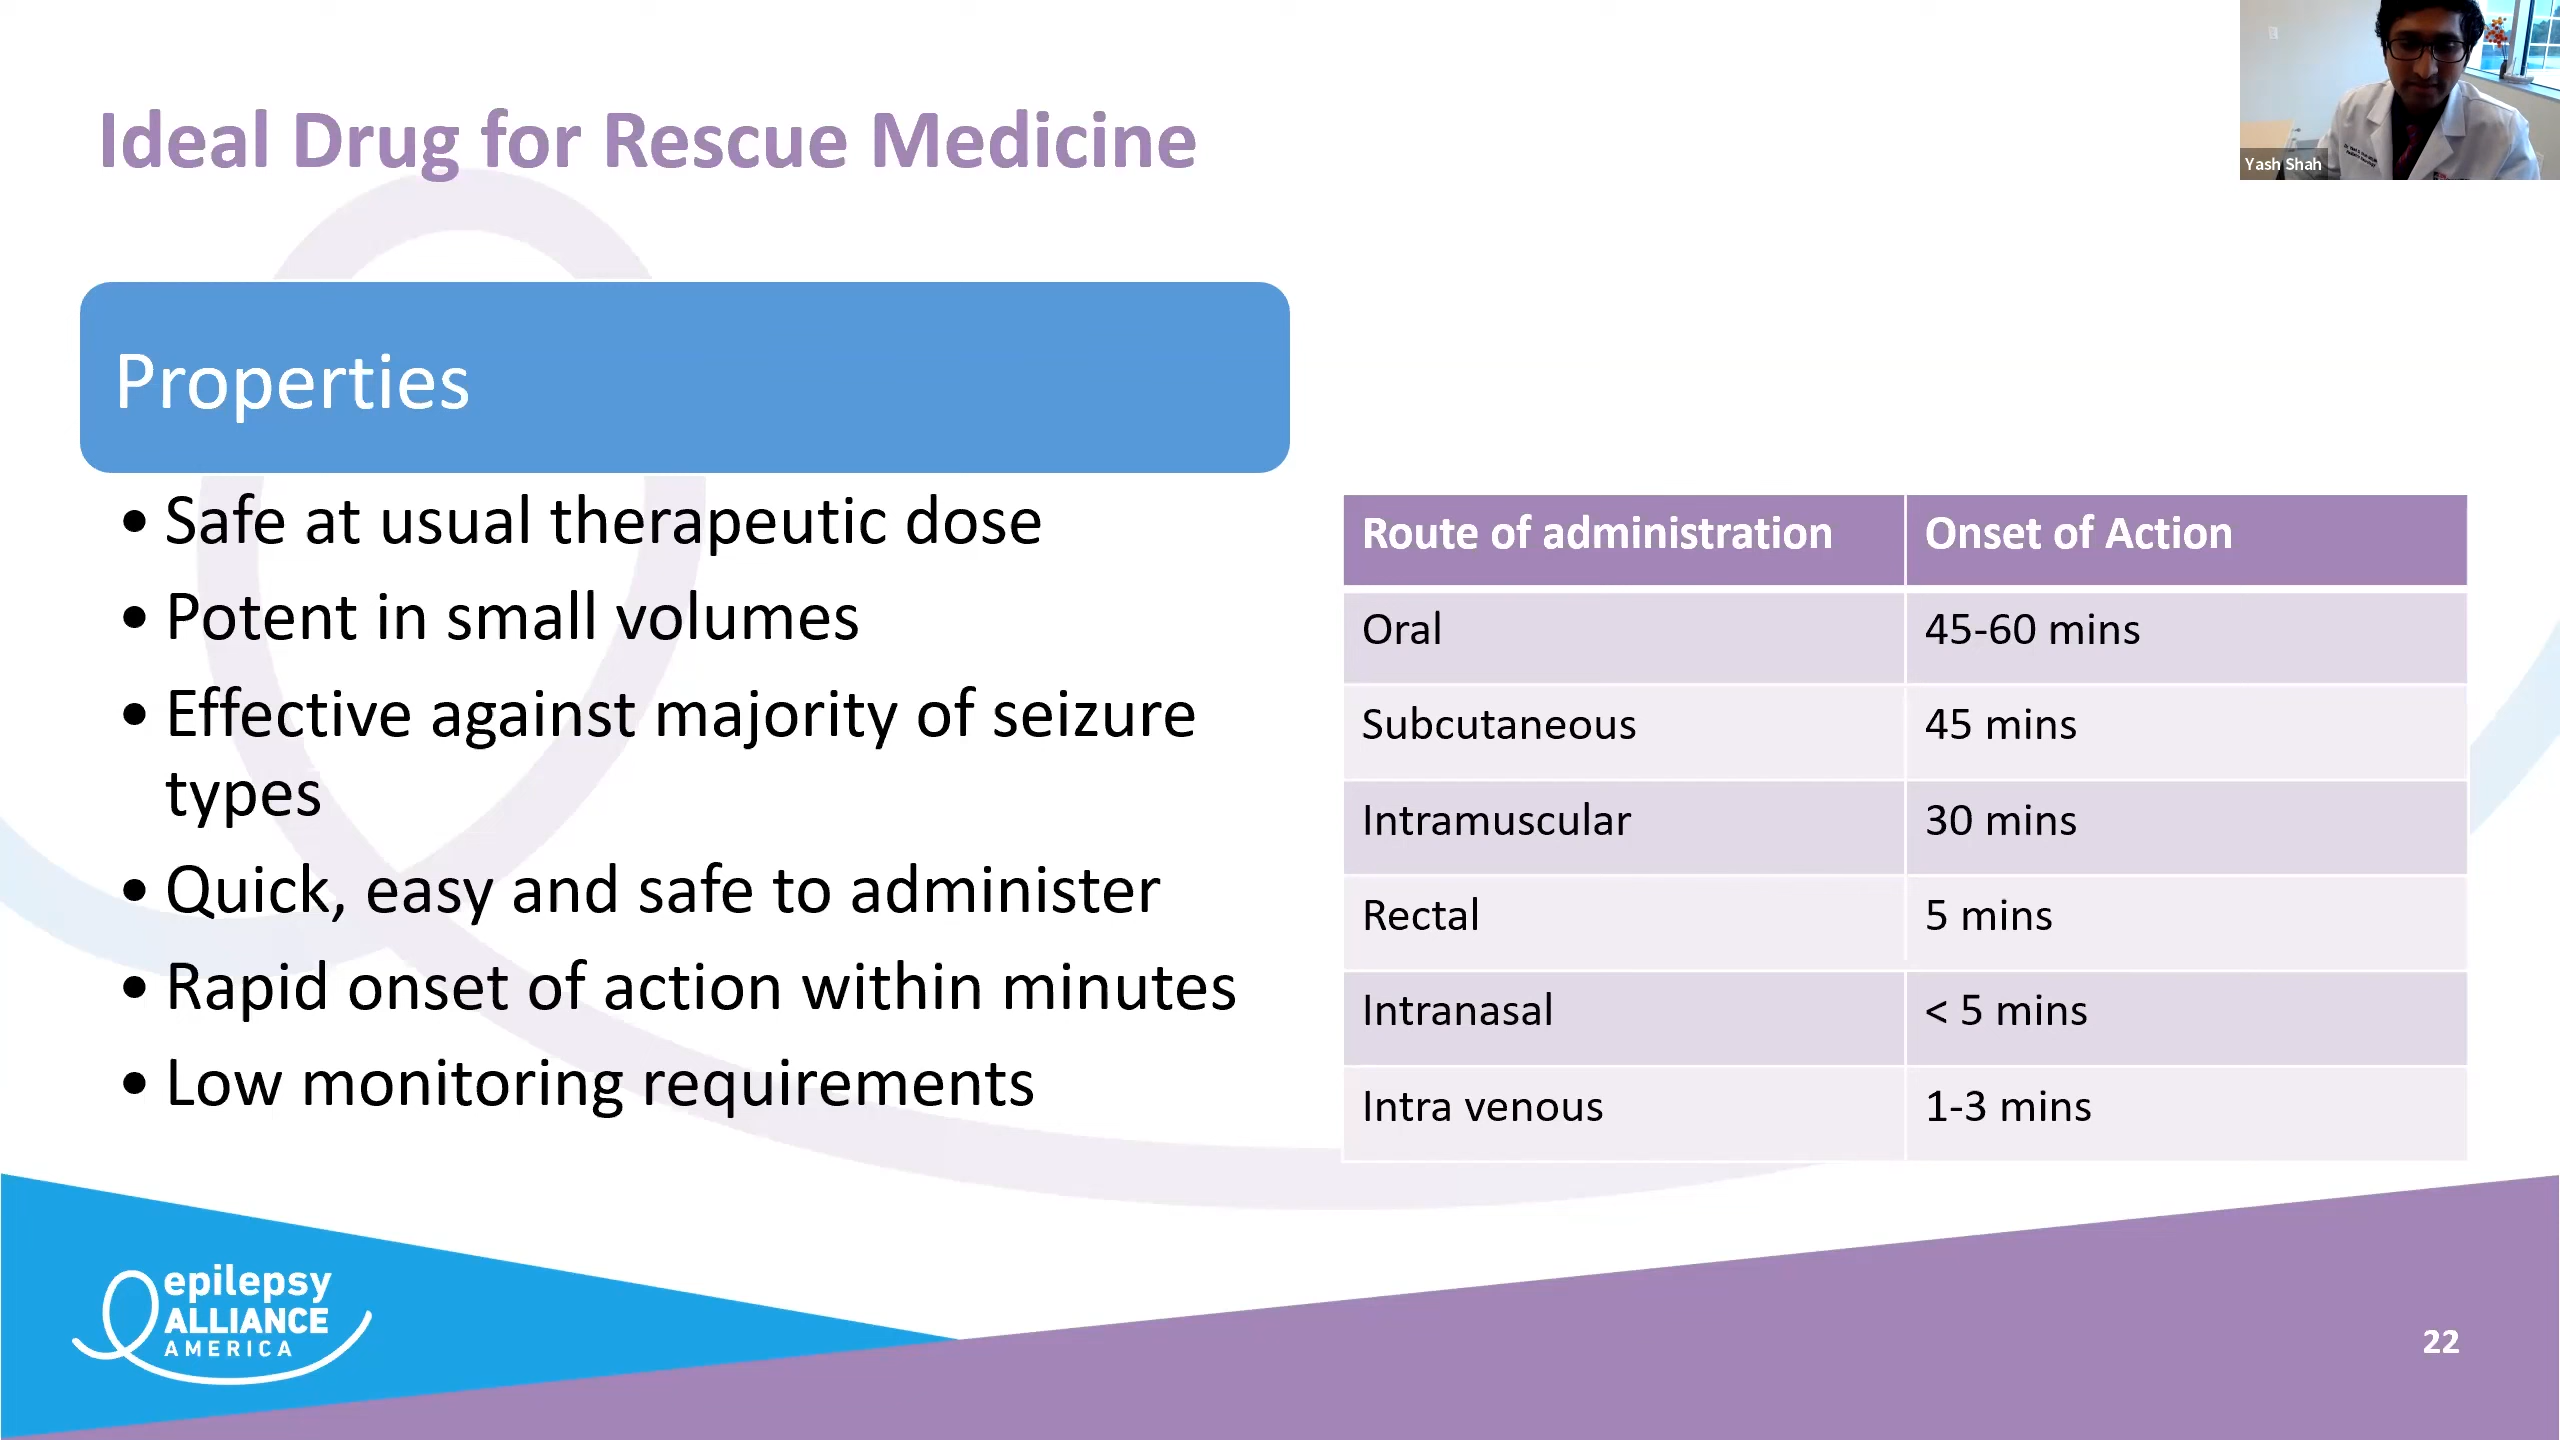 Ideal Drug for Rescue Medicine
Yash Shah
Properties
• Safe at usual therapeutic dose
• Potent in small volumes
• Effective against majority of seizure
types
• Quick, easy and safe to administer
• Rapid onset of action within minutes
• Low monitoring requirements
Route of administration Onset of Action
Oral 45-60 mins
Subcutaneous 45 mins
Intramuscular 30 mins
Rectal 5 mins
Intranasal < 5 mins
Intra venous 1-3 mins
epilepsy
ALLIANCE
AMERICA
22